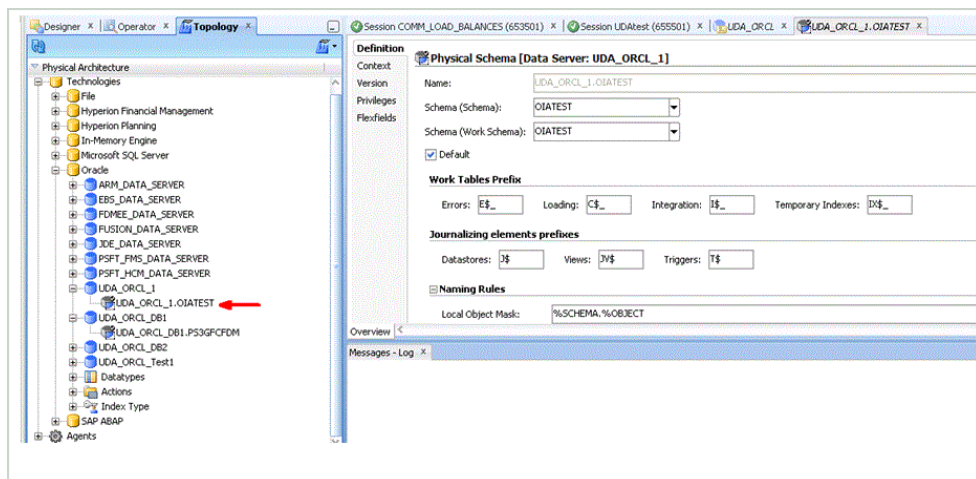 Designer x
Operator x
Topology x
Session COMM_LOAD_BALANCES (653501) x
Session UDAtest (655501) x
UDA_ORCL x
UDA_ORCL_1.OIATEST x
Physical Architecture
Technologies
File
Hyperion Financial Management
Hyperion Planning
In-Memory Engine
Microsoft SQL Server
Oracle
ARM_DATA_SERVER
EBS_DATA_SERVER
FDMEE_DATA_SERVER
FUSION_DATA_SERVER
JDE_DATA_SERVER
PSFT_FMS_DATA_SERVER
PSFT_HCM_DATA_SERVER
UDA_ORCL_1
UDA_ORCL_1.OIATEST
UDA_ORCL_DB1
UDA_ORCL_DB1.PS3GFCFDM
UDA_ORCL_DB2
UDA_ORCL_Test1
Datatypes
Actions
Index Type
SAP ABAP
Agents
Definition
Context
Version
Privileges
Flexfields
Physical Schema [Data Server: UDA_ORCL_1]
Name: UDA_ORCL_1.OIATEST
Schema (Schema): OIATEST
Schema (Work Schema): OIATEST
Default
Work Tables Prefix
Errors: E$_ Loading: C$_ Integration: I$_ Temporary Indexes: IX$_
Journalizing elements prefixes
Datastores: J$ Views: JV$ Triggers: T$
Naming Rules
Local Object Mask: %SCHEMA.%OBJECT
Overview
Messages - Log x